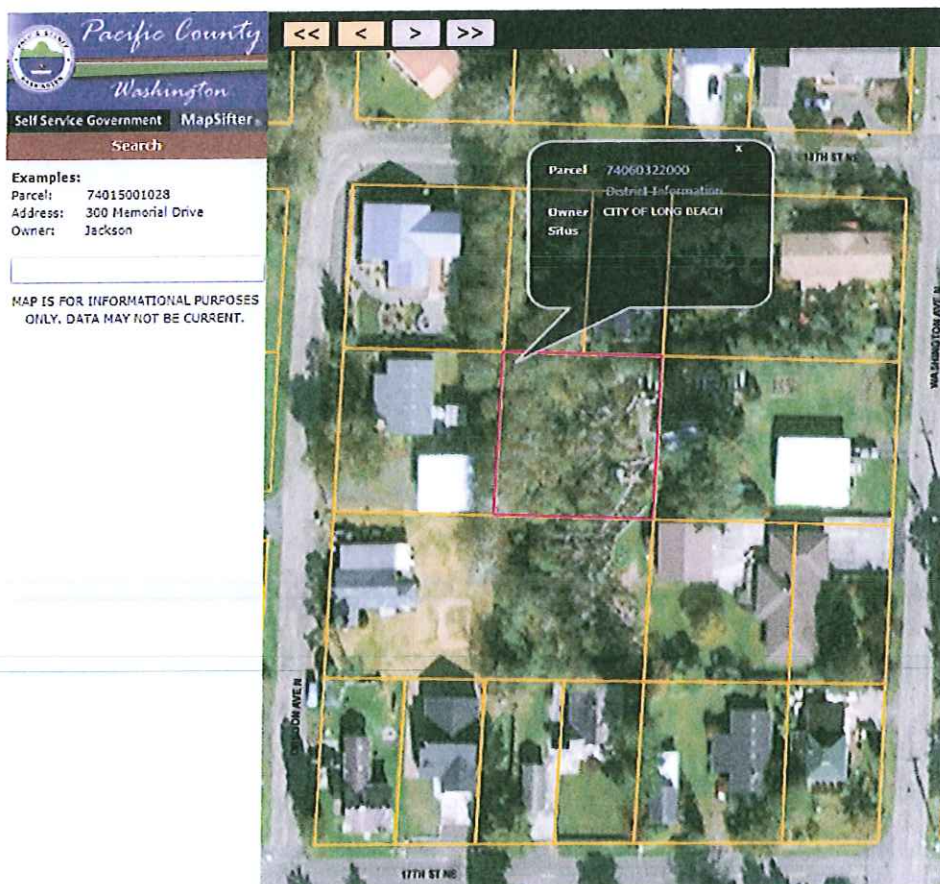 Pacific County
Washington
Self Service Government MapSifter
Search
Examples:
Parcel: 74015001028
Address: 300 Memorial Drive
Owner: Jackson
MAP IS FOR INFORMATIONAL PURPOSES
ONLY. DATA MAY NOT BE CURRENT.
<< < > >>
x
Parcel 74060322000
District Information
Owner CITY OF LONG BEACH
Situs
18TH ST NE
WASHINGTON AVE N
AVE N
17TH ST NE